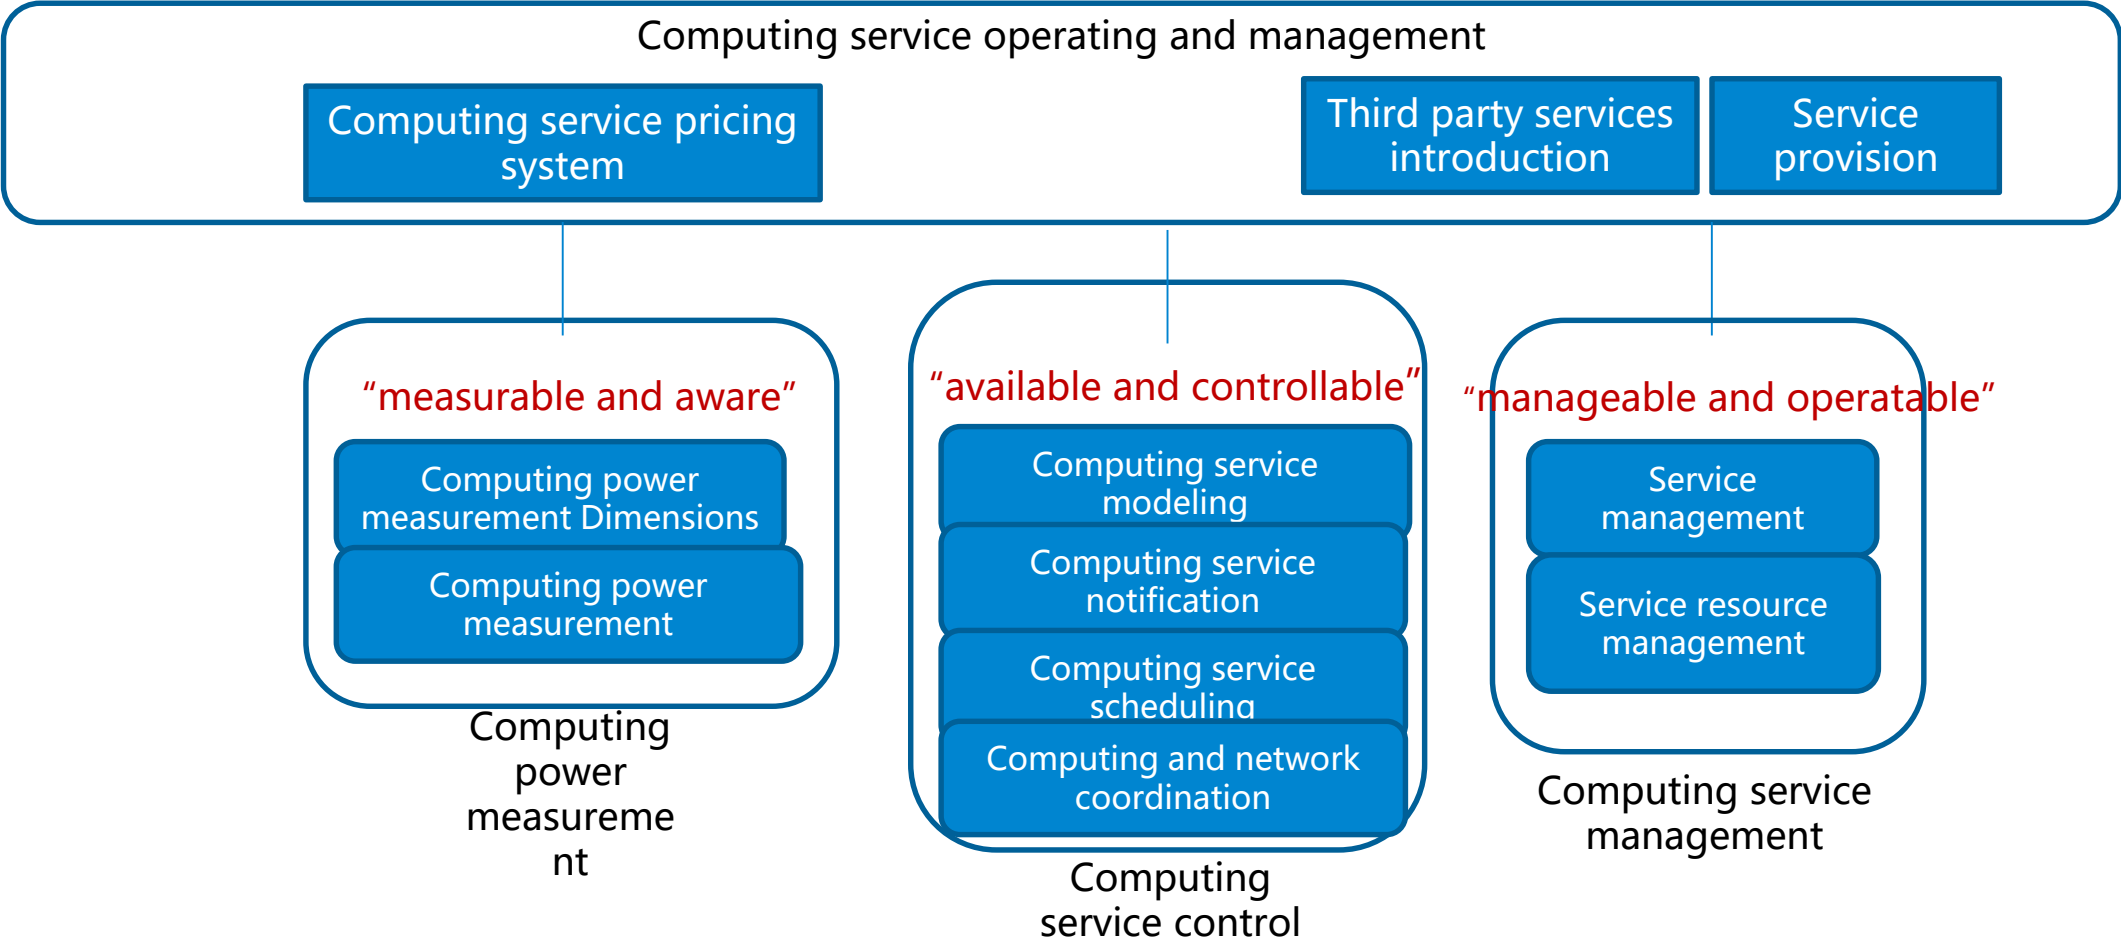 Computing service operating and management
Computing service pricing
system
Third party services
introduction
Service
provision
“measurable and aware”
Computing power
measurement Dimensions
Computing power
measurement
Computing
power
measureme
nt
“available and controllable”
Computing service
modeling
Computing service
notification
Computing service
scheduling
Computing and network
coordination
Computing
service control
“manageable and operatable”
Service
management
Service resource
management
Computing service
management